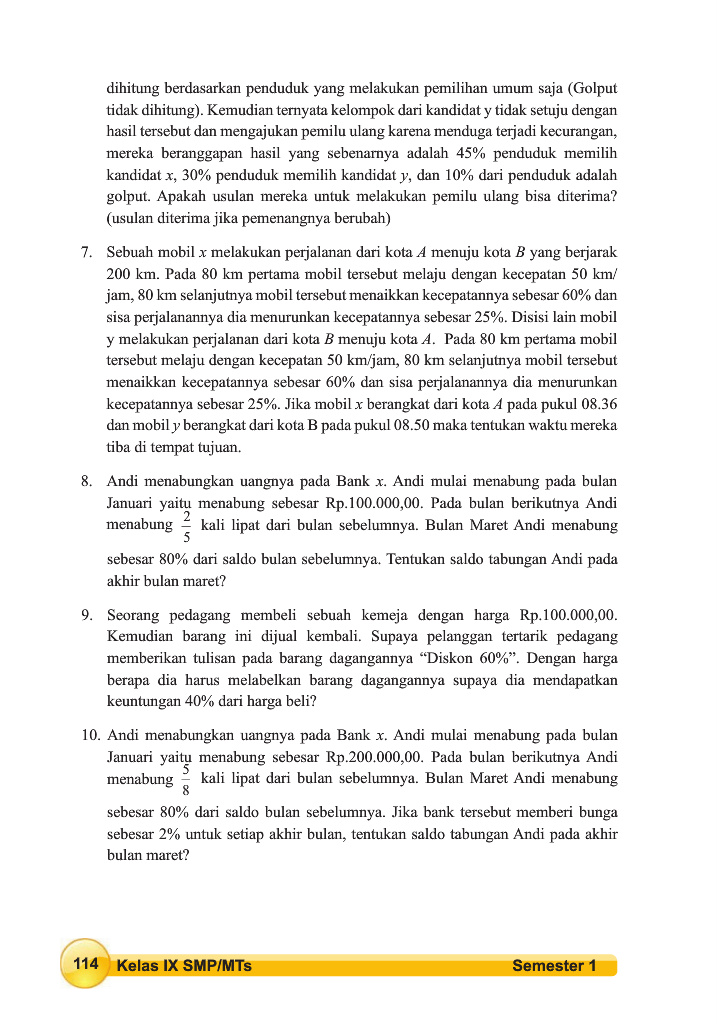 dihitung berdasarkan penduduk yang melakukan pemilihan umum saja (Golput
tidak dihitung). Kemudian ternyata kelompok dari kandidat y tidak setuju dengan
hasil tersebut dan mengajukan pemilu ulang karena menduga terjadi kecurangan,
mereka beranggapan hasil yang sebenarnya adalah 45% penduduk memilih
kandidat x, 30% penduduk memilih kandidat y, dan 10% dari penduduk adalah
golput. Apakah usulan mereka untuk melakukan pemilu ulang bisa diterima?
(usulan diterima jika pemenangnya berubah)
7. Sebuah mobil x melakukan perjalanan dari kota A menuju kota B yang berjarak
200 km. Pada 80 km pertama mobil tersebut melaju dengan kecepatan 50 km/
jam, 80 km selanjutnya mobil tersebut menaikkan kecepatannya sebesar 60% dan
sisa perjalanannya dia menurunkan kecepatannya sebesar 25%. Disisi lain mobil
y melakukan perjalanan dari kota B menuju kota A. Pada 80 km pertama mobil
tersebut melaju dengan kecepatan 50 km/jam, 80 km selanjutnya mobil tersebut
menaikkan kecepatannya sebesar 60% dan sisa perjalanannya dia menurunkan
kecepatannya sebesar 25%. Jika mobil x berangkat dari kota A pada pukul 08.36
dan mobil y berangkat dari kota B pada pukul 08.50 maka tentukan waktu mereka
tiba di tempat tujuan.
8. Andi menabungkan uangnya pada Bank x. Andi mulai menabung pada bulan
Januari yaitu menabung sebesar Rp.100.000,00. Pada bulan berikutnya Andi
menabung 2/5 kali lipat dari bulan sebelumnya. Bulan Maret Andi menabung
sebesar 80% dari saldo bulan sebelumnya. Tentukan saldo tabungan Andi pada
akhir bulan maret?
9. Seorang pedagang membeli sebuah kemeja dengan harga Rp.100.000,00.
Kemudian barang ini dijual kembali. Supaya pelanggan tertarik pedagang
memberikan tulisan pada barang dagangannya “Diskon 60%”. Dengan harga
berapa dia harus melabelkan barang dagangannya supaya dia mendapatkan
keuntungan 40% dari harga beli?
10. Andi menabungkan uangnya pada Bank x. Andi mulai menabung pada bulan
Januari yaitu menabung sebesar Rp.200.000,00. Pada bulan berikutnya Andi
menabung 5/8 kali lipat dari bulan sebelumnya. Bulan Maret Andi menabung
sebesar 80% dari saldo bulan sebelumnya. Jika bank tersebut memberi bunga
sebesar 2% untuk setiap akhir bulan, tentukan saldo tabungan Andi pada akhir
bulan maret?
114 Kelas IX SMP/MTs Semester 1